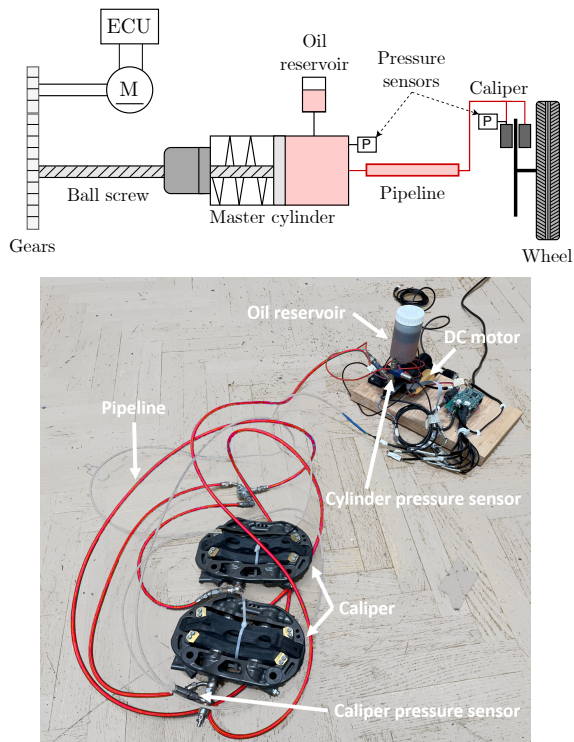 ECU
M
Oil
reservoir
Pressure
sensors
Caliper
P
P
Ball screw
Master cylinder
Pipeline
Gears
Wheel
Oil reservoir
DC motor
Pipeline
Cylinder pressure sensor
Caliper
Caliper pressure sensor